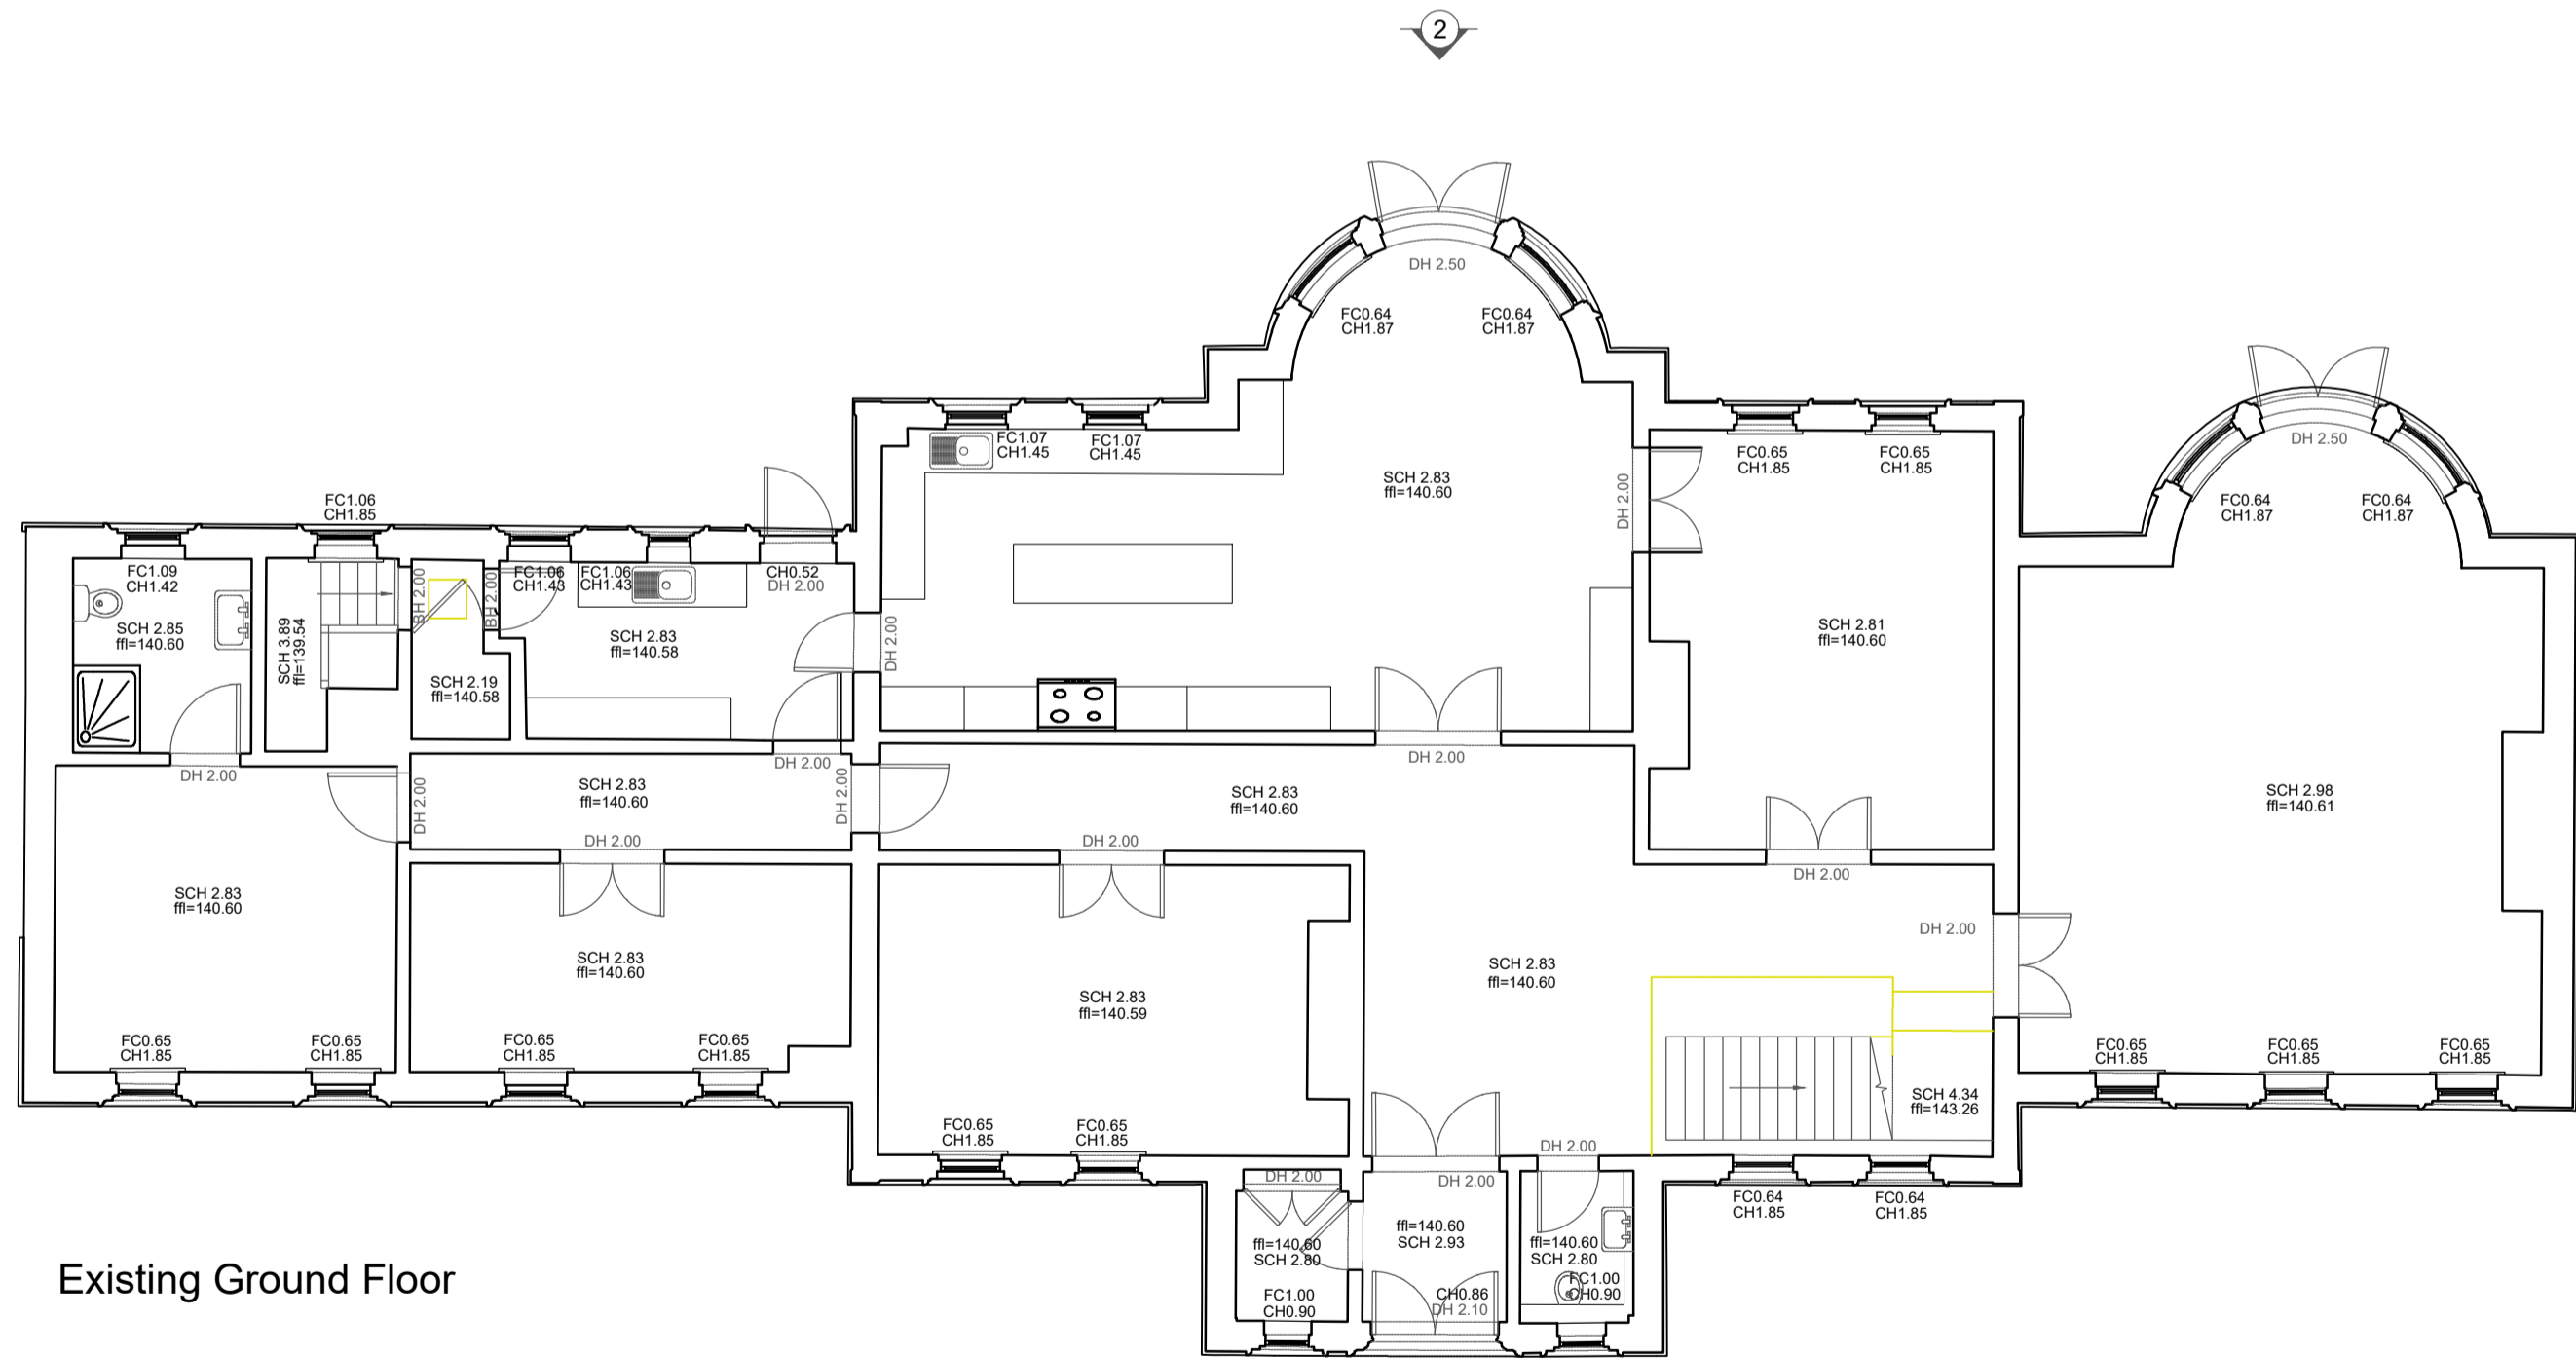 2
DH 2.50
FC0.64
CH1.87
FC0.64
CH1.87
DH 2.50
FC1.07
CH1.45
FC1.07
CH1.45
SCH 2.83
ffl=140.60
DH 2.00
FC0.65
CH1.85
FC0.65
CH1.85
FC0.64
CH1.87
FC0.64
CH1.87
FC1.06
CH1.85
FC1.09
CH1.42
SCH 2.85
ffl=140.60
SCH 3.89
ffl=139.54
BH 2.00
BH 2.00
FC1.06
CH1.43
FC1.06
CH1.43
CH0.52
DH 2.00
SCH 2.83
ffl=140.58
SCH 2.19
ffl=140.58
DH 2.00
SCH 2.81
ffl=140.60
DH 2.00
DH 2.00
SCH 2.83
ffl=140.60
DH 2.00
DH 2.00
DH 2.00
SCH 2.83
ffl=140.60
DH 2.00
SCH 2.98
ffl=140.61
DH 2.00
DH 2.00
DH 2.00
SCH 2.83
ffl=140.60
SCH 2.83
ffl=140.60
SCH 2.83
ffl=140.59
SCH 2.83
ffl=140.60
DH 2.00
FC0.65
CH1.85
FC0.65
CH1.85
FC0.65
CH1.85
FC0.65
CH1.85
FC0.65
CH1.85
FC0.65
CH1.85
SCH 4.34
ffl=143.26
FC0.65
CH1.85
FC0.65
CH1.85
FC0.65
CH1.85
DH 2.00
DH 2.00
DH 2.00
FC0.64
CH1.85
FC0.64
CH1.85
ffl=140.60
SCH 2.80
ffl=140.60
SCH 2.93
ffl=140.60
SCH 2.80
FC1.00
CH0.90
CH0.86
DH 2.10
FC1.00
CH0.90
Existing Ground Floor